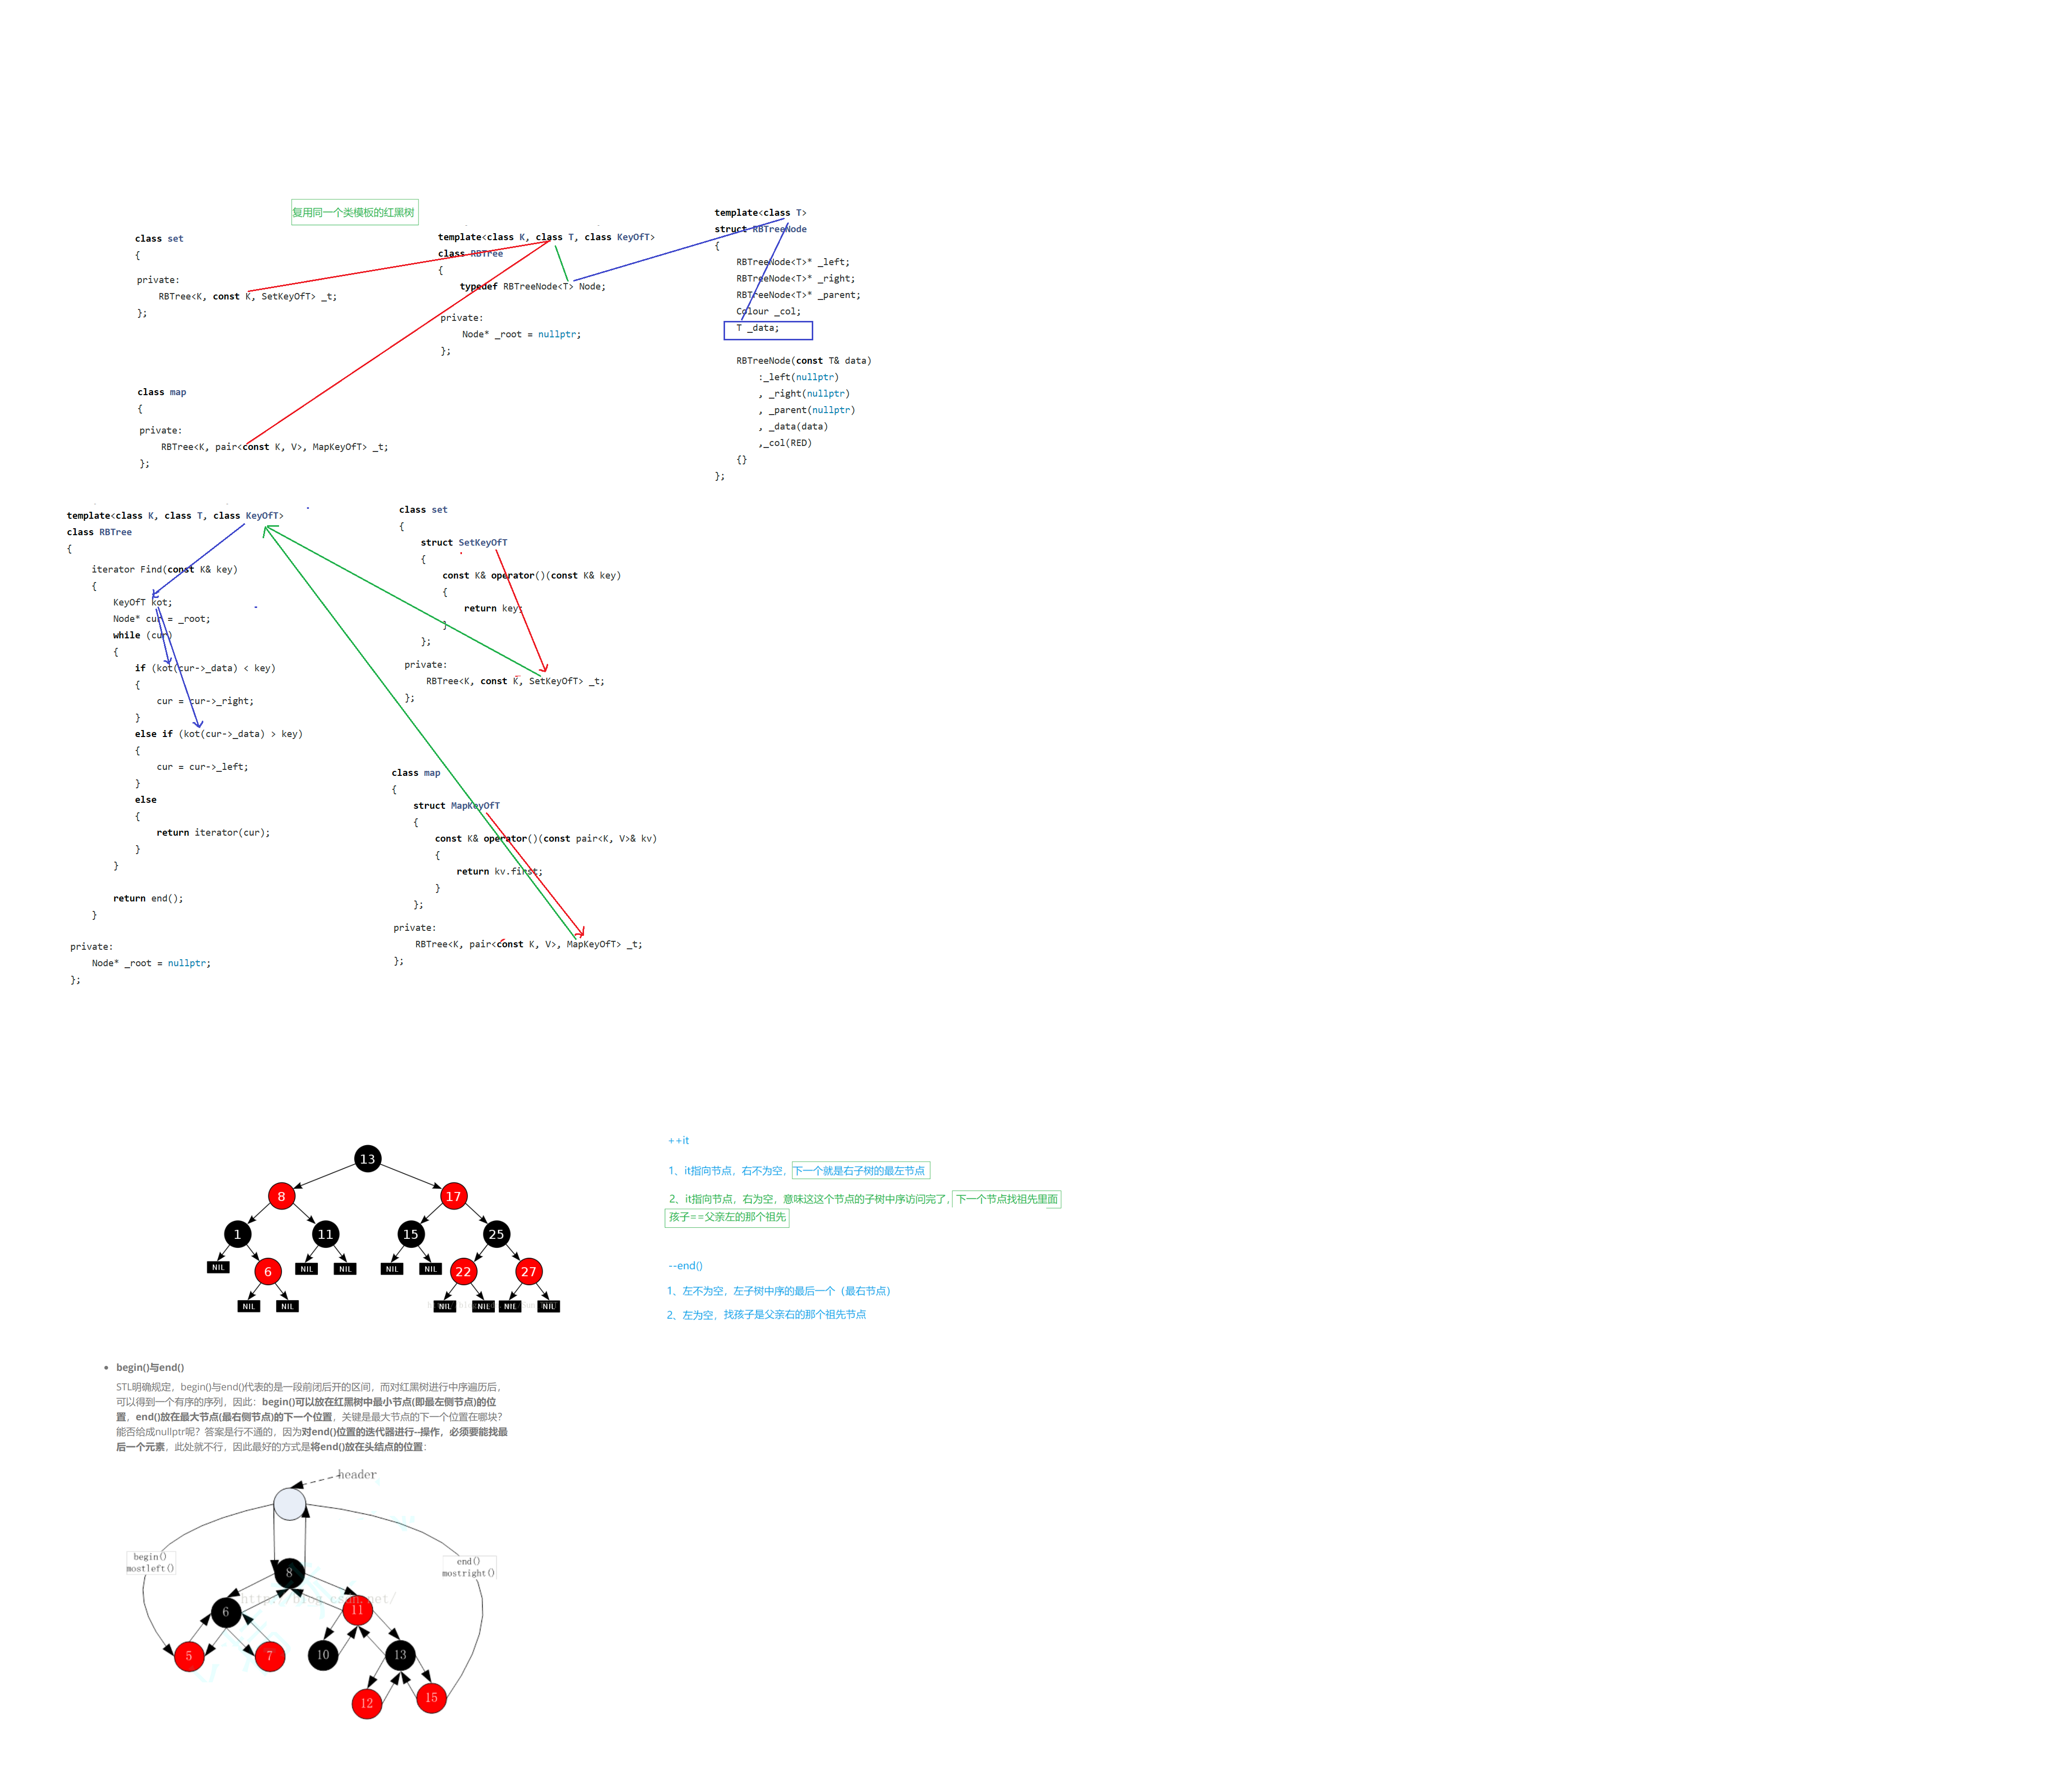 复用同一个类模板的红黑树
class set
{
private:
RBTree<K, const K, SetKeyOfT> _t;
};
class map
{
private:
RBTree<K, pair<const K, V>, MapKeyOfT> _t;
};
template<class K, class T, class KeyOfT>
class RBTree
{
typedef RBTreeNode<T> Node;
private:
Node* _root = nullptr;
};
template<class T>
struct RBTreeNode
{
RBTreeNode<T>* _left;
RBTreeNode<T>* _right;
RBTreeNode<T>* _parent;
Colour _col;
T _data;
RBTreeNode(const T& data)
:_left(nullptr)
, _right(nullptr)
, _parent(nullptr)
, _data(data)
,_col(RED)
{}
};
template<class K, class T, class KeyOfT>
class RBTree
{
iterator Find(const K& key)
{
KeyOfT kot;
Node* cur = _root;
while (cur)
{
if (kot(cur->_data) < key)
{
cur = cur->_right;
}
else if (kot(cur->_data) > key)
{
cur = cur->_left;
}
else
{
return iterator(cur);
}
}
return end();
}
private:
Node* _root = nullptr;
};
class set
{
struct SetKeyOfT
{
const K& operator()(const K& key)
{
return key;
}
};
private:
RBTree<K, const K, SetKeyOfT> _t;
};
class map
{
struct MapKeyOfT
{
const K& operator()(const pair<K, V>& kv)
{
return kv.first;
}
};
private:
RBTree<K, pair<const K, V>, MapKeyOfT> _t;
};
13
8 17
1 11 15 25
NIL 6 NIL NIL NIL NIL 22 27
NIL NIL NIL NIL NIL NIL
++it
1、it指向节点，右不为空，下一个就是右子树的最左节点
2、it指向节点，右为空，意味这这个节点的子树中序访问完了，下一个节点找祖先里面
孩子==父亲左的那个祖先
--end()
1、左不为空，左子树中序的最后一个（最右节点）
2、左为空，找孩子是父亲右的那个祖先节点
• begin()与end()
STL明确规定，begin()与end()代表的是一段前闭后开的区间，而对红黑树进行中序遍历后，
可以得到一个有序的序列，因此：begin()可以放在红黑树中最小节点(即最左侧节点)的位
置，end()放在最大节点(最右侧节点)的下一个位置，关键是最大节点的下一个位置在哪块？
能否给成nullptr呢？答案是行不通的，因为对end()位置的迭代器进行--操作，必须要能找最
后一个元素，此处就不行，因此最好的方式是将end()放在头结点的位置：
header
begin()
mostleft()
end()
mostright()
8
http://blog.csdn.net/
6 11
5 7 10 13
12 15